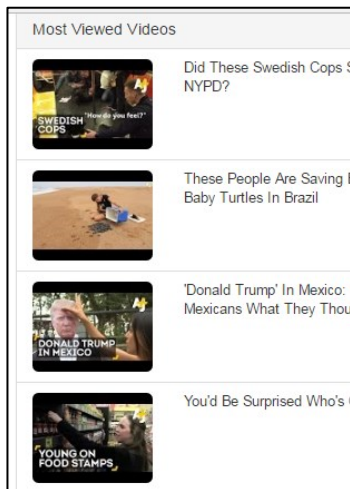 Most Viewed Videos
Did These Swedish Cops
NYPD?
"How do you feel?"
SWEDISH
COPS
These People Are Saving
Baby Turtles In Brazil
'Donald Trump' In Mexico:
Mexicans What They
DONALD TRUMP
IN MEXICO
You'd Be Surprised Who's
YOUNG ON
FOOD STAMPS